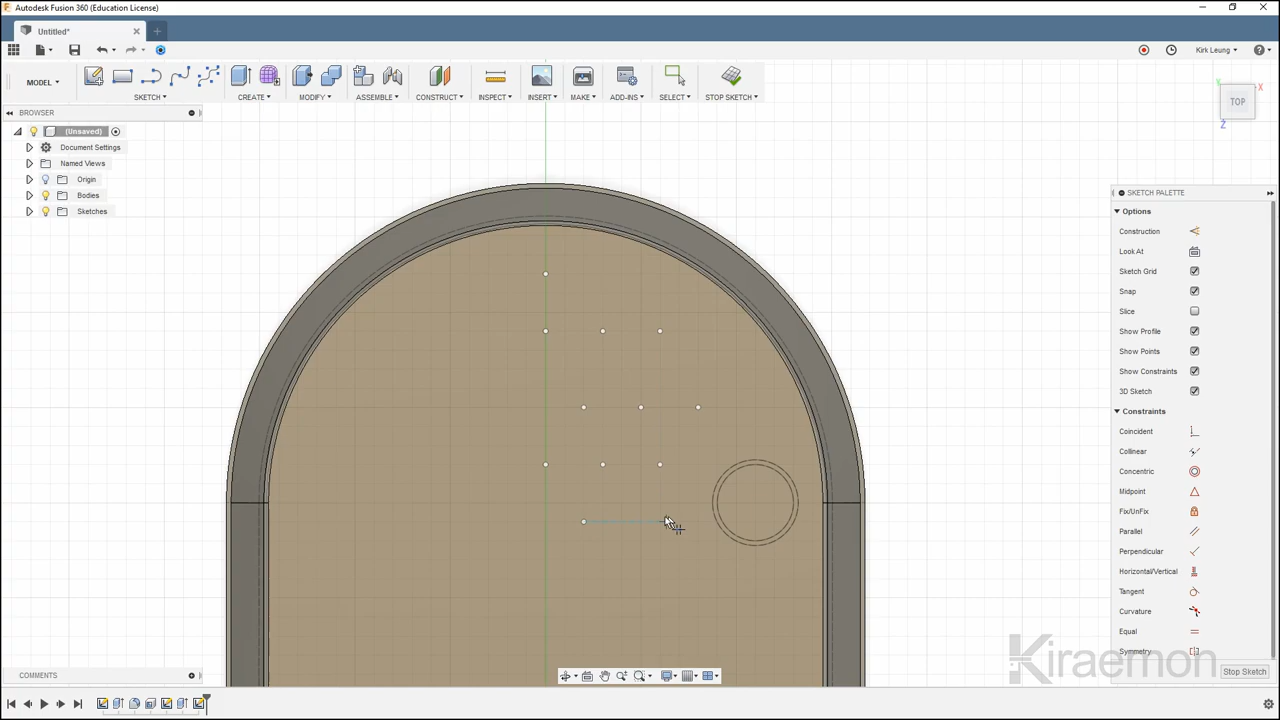 Autodesk Fusion 360 (Education License)
Untitled*
Kirk Leung
MODEL
SKETCH
CREATE
MODIFY
ASSEMBLE
CONSTRUCT
INSPECT
INSERT
MAKE
ADD-INS
SELECT
STOP SKETCH
TOP
X
Y
Z
BROWSER
(Unsaved)
Document Settings
Named Views
Origin
Bodies
Sketches
SKETCH PALETTE
Options
Construction
Look At
Sketch Grid
Snap
Slice
Show Profile
Show Points
Show Constraints
3D Sketch
Constraints
Coincident
Collinear
Concentric
Midpoint
Fix/UnFix
Parallel
Perpendicular
Horizontal/Vertical
Tangent
Curvature
Equal
Symmetry
Stop Sketch
Kiraemon
COMMENTS